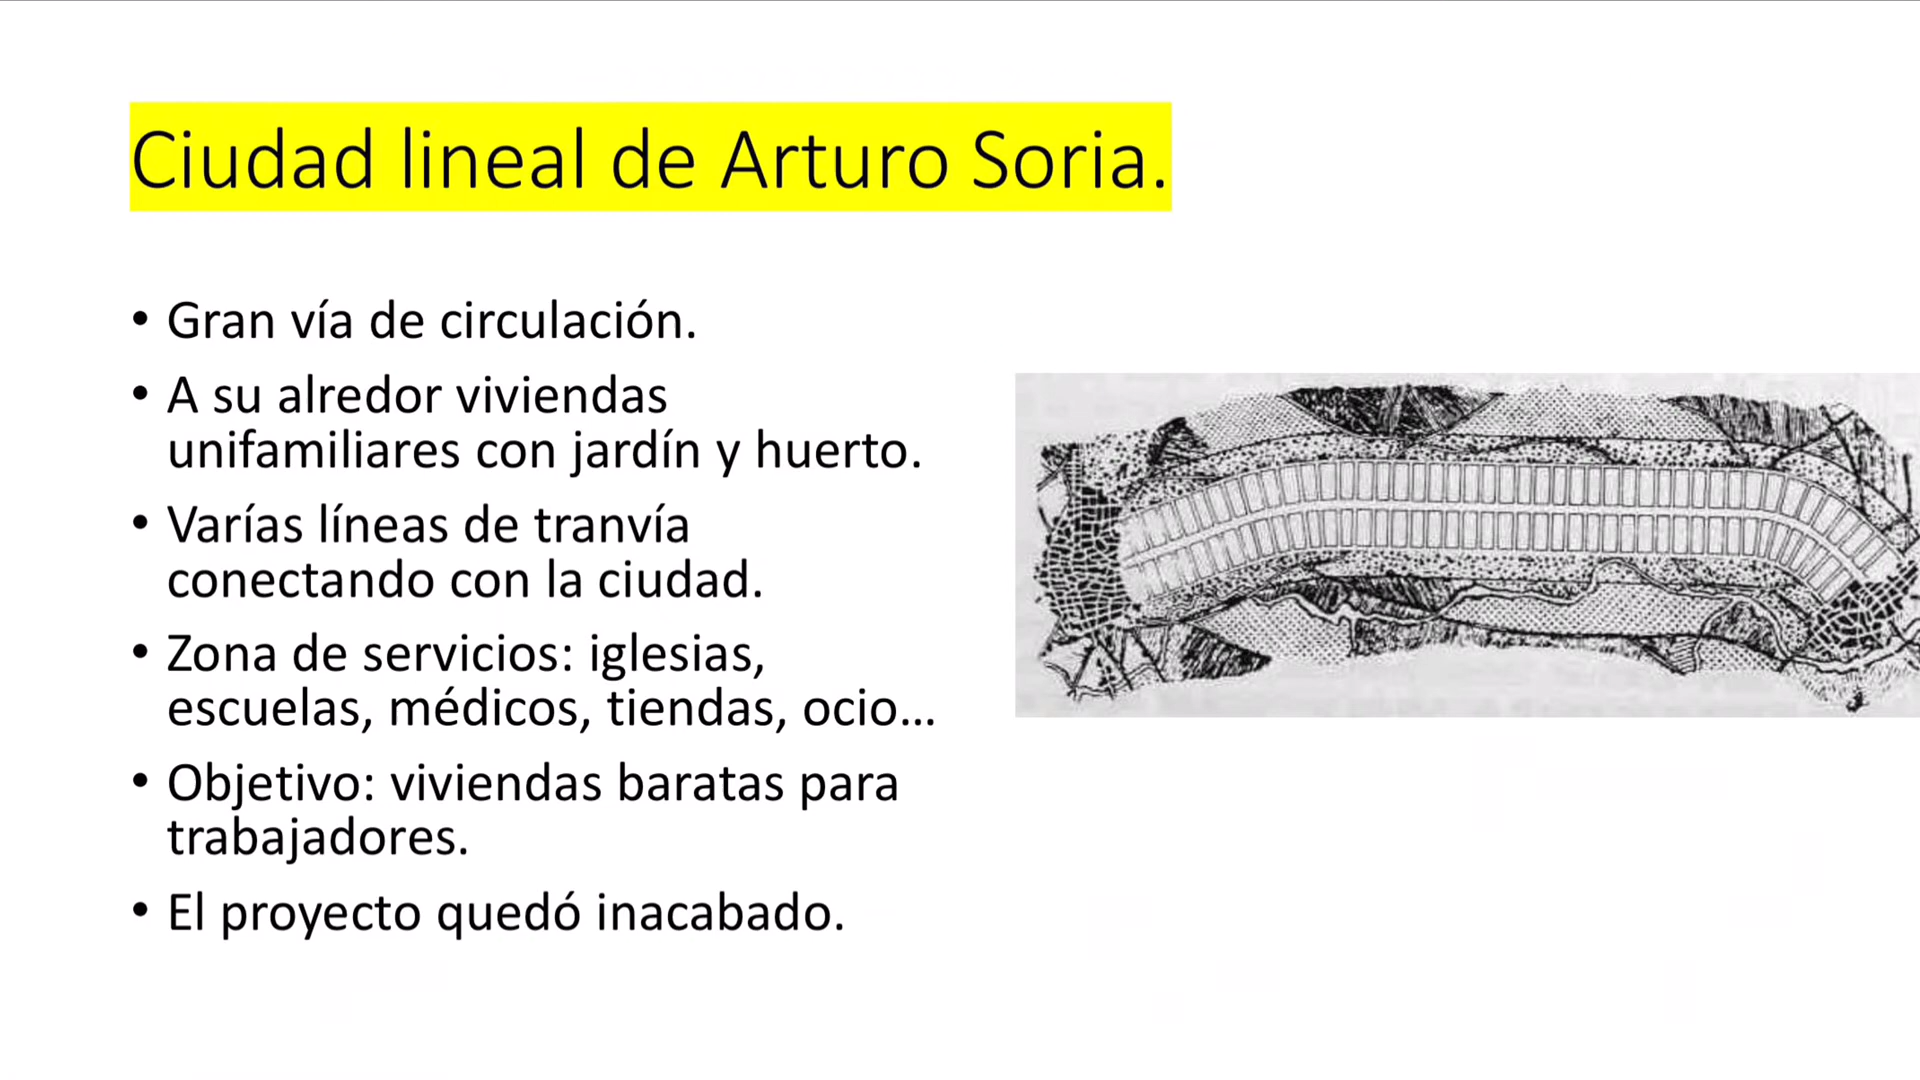 Ciudad lineal de Arturo Soria.
• Gran vía de circulación.
• A su alredor viviendas
unifamiliares con jardín y huerto.
• Varías líneas de tranvía
conectando con la ciudad.
• Zona de servicios: iglesias,
escuelas, médicos, tiendas, ocio...
• Objetivo: viviendas baratas para
trabajadores.
• El proyecto quedó inacabado.